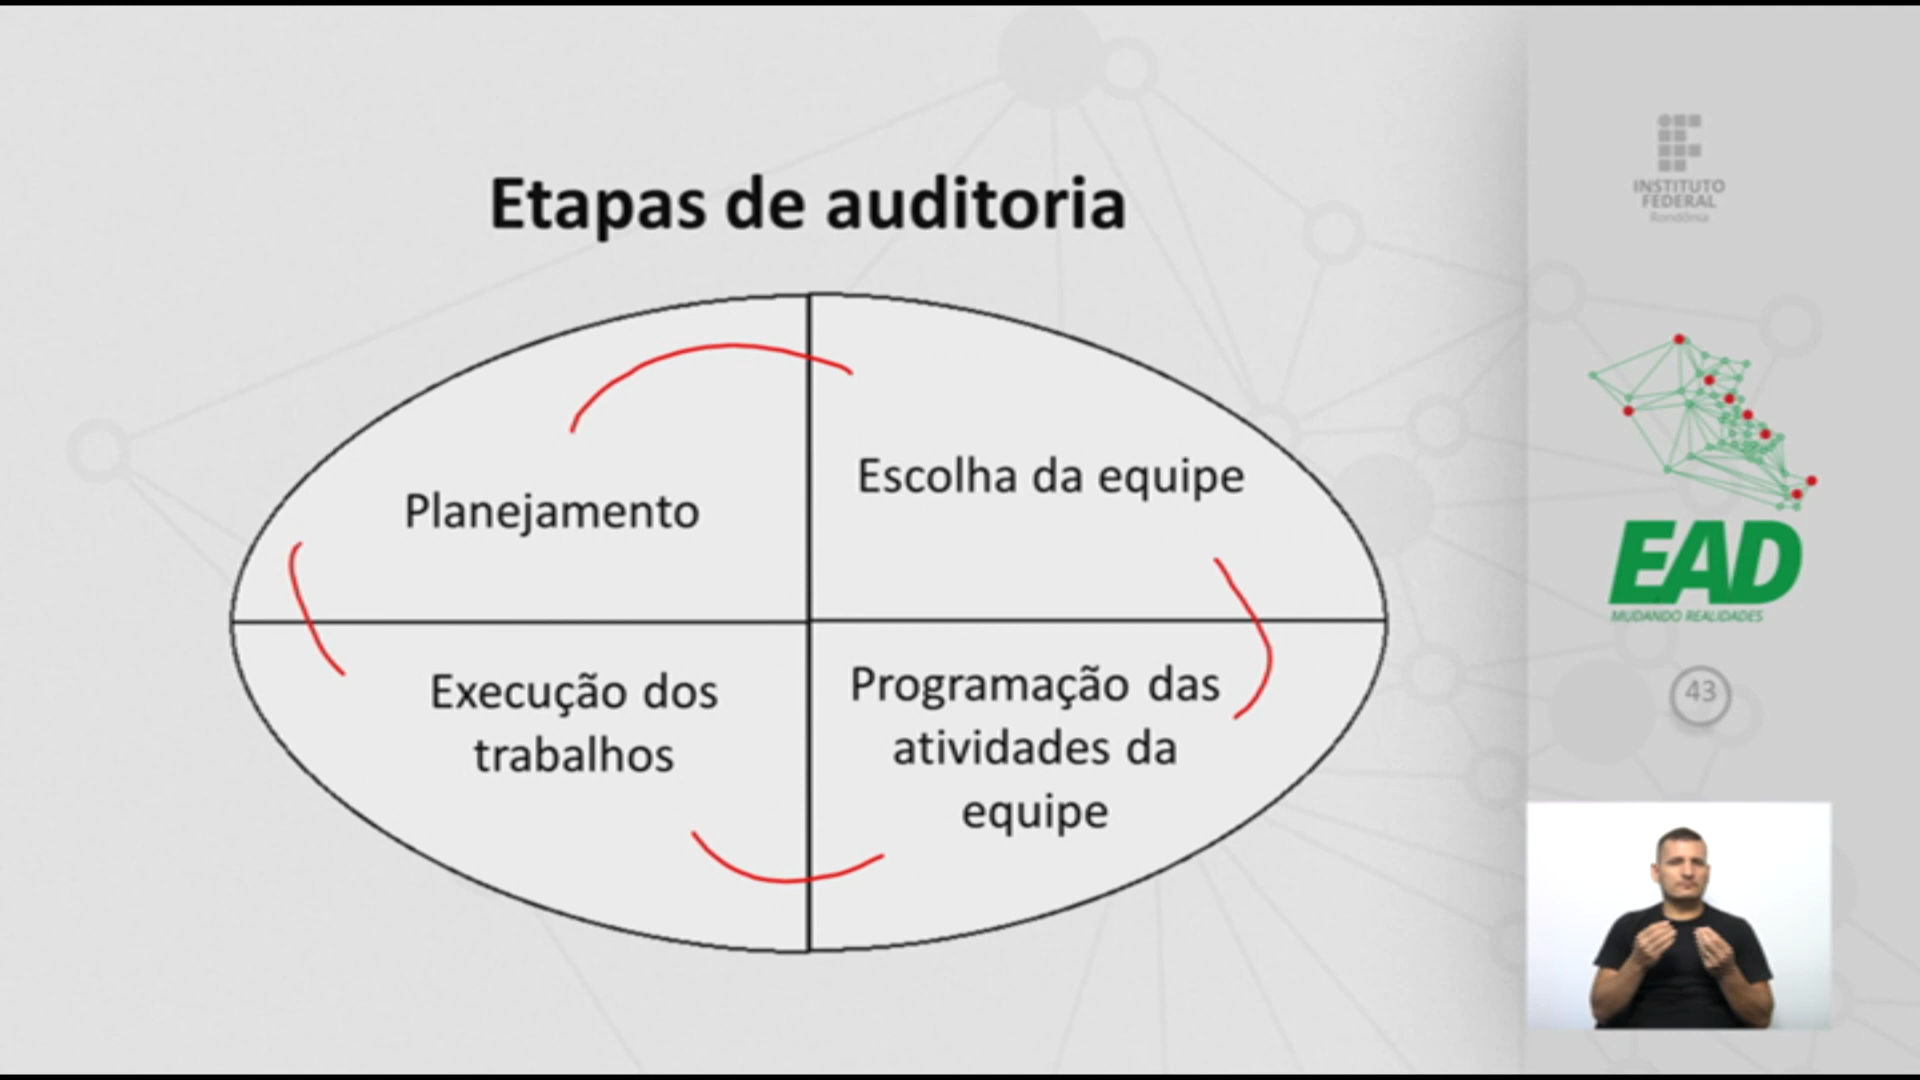 Etapas de auditoria
Planejamento
Escolha da equipe
Execução dos
trabalhos
Programação das
atividades da
equipe
INSTITUTO
FEDERAL
Rondônia
EAD
MUDANDO REALIDADES
43